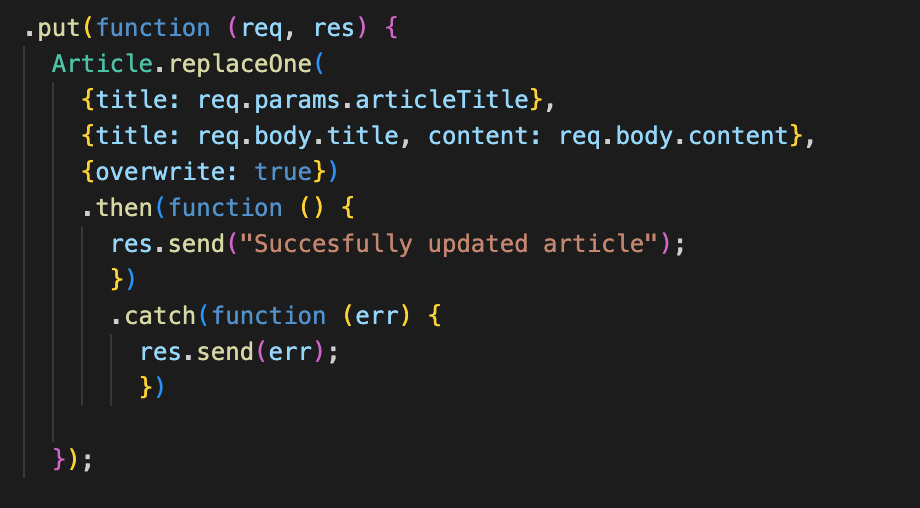 .put(function (req, res) {
Article.replaceOne(
{title: req.params.articleTitle},
{title: req.body.title, content: req.body.content},
{overwrite: true})
.then(function () {
res.send("Succesfully updated article");
})
.catch(function (err) {
res.send(err);
})
});